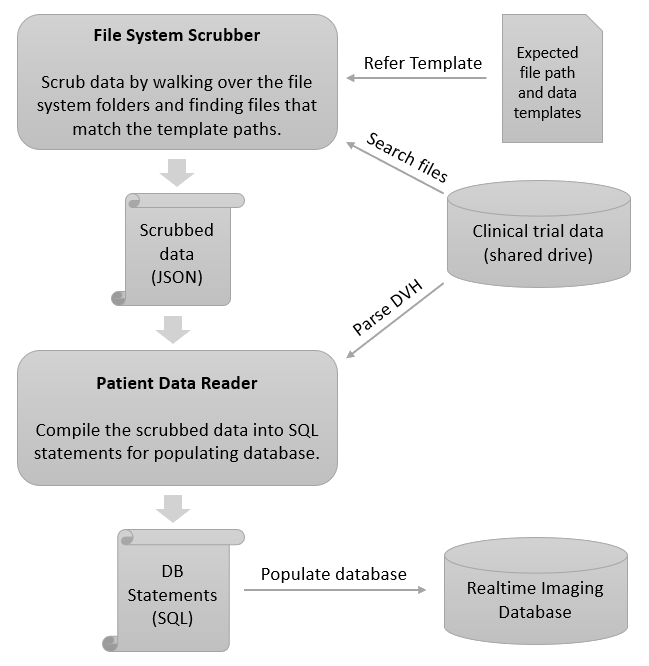 File System Scrubber
Scrub data by walking over the file
system folders and finding files that
match the template paths.
Refer Template
Expected
file path
and data
templates
Search files
Scrubbed
data
(JSON)
Clinical trial data
(shared drive)
Parse DVH
Patient Data Reader
Compile the scrubbed data into SQL
statements for populating database.
DB
Statements
(SQL)
Populate database
Realtime Imaging
Database